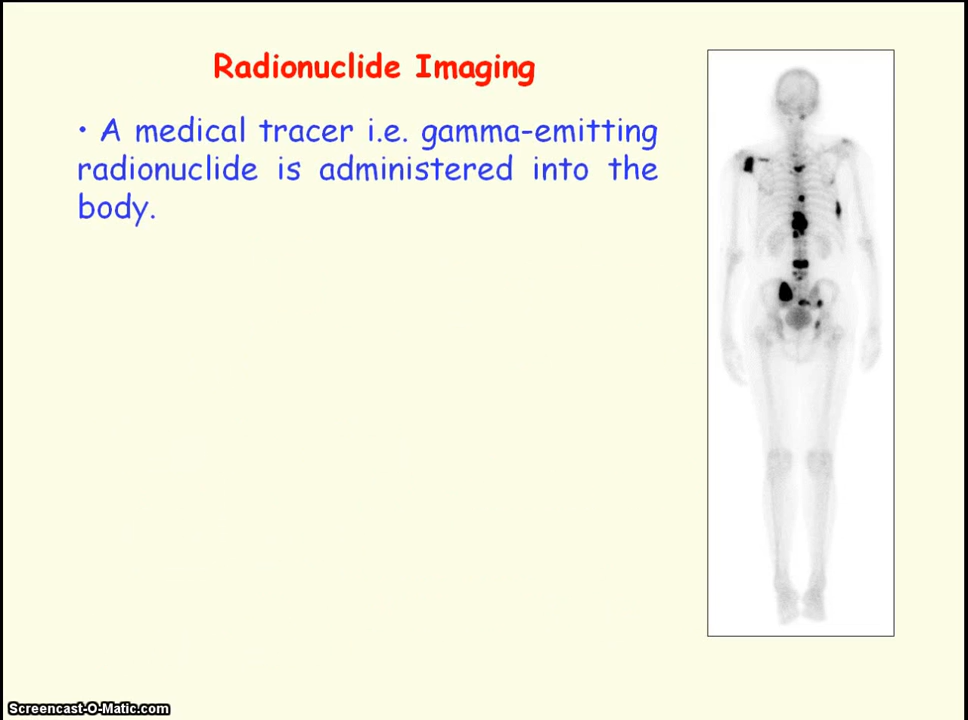 Radionuclide Imaging
• A medical tracer i.e. gamma-emitting
radionuclide is administered into the
body.
Screencast-O-Matic.com